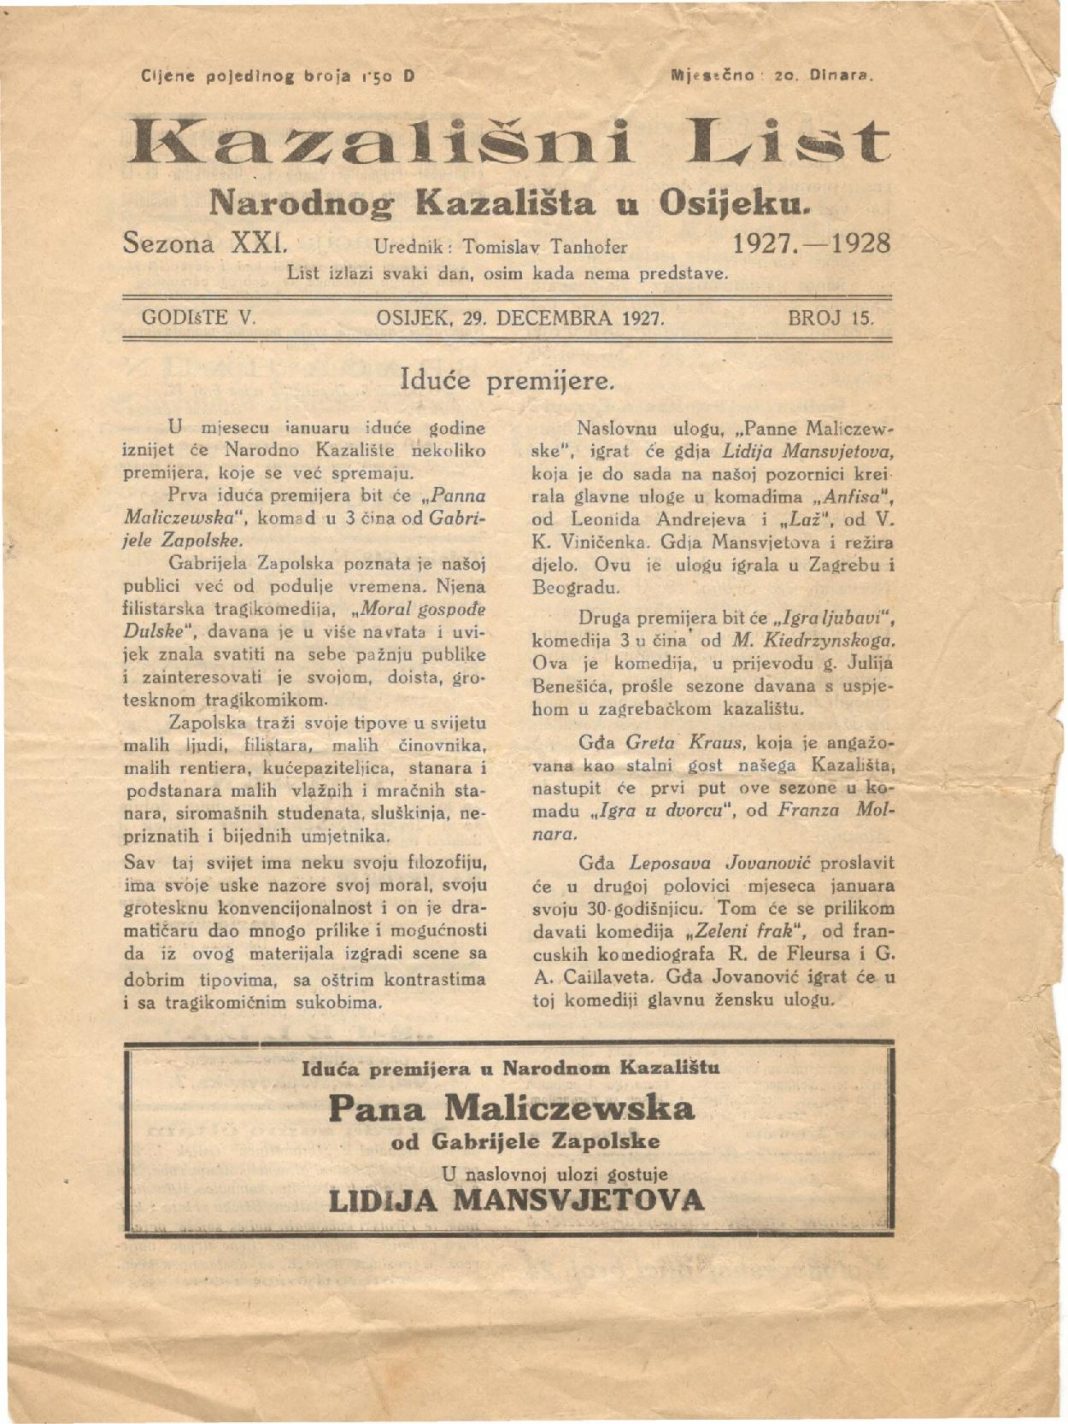 Cijene pojedinog broja 1·50 D
Mjesečno : 20. Dinara.
Kazališni List
Narodnog Kazališta u Osijeku.
Sezona XXI.
Urednik : Tomislav Tanhofer
1927.—1928
List izlazi svaki dan, osim kada nema predstave.
GODIšTE V.
OSIJEK, 29. DECEMBRA 1927.
BROJ 15.
Iduće premijere.
U mjesecu ianuaru iduće godine
iznijet će Narodno Kazalište nekoliko
premijera, koje se već spremaju.
Prva iduća premijera bit će „Panna
Maliczewska“, komad u 3 čina od Gabri-
jele Zapolske.
Gabrijela Zapolska poznata je našoj
publici već od podulje vremena. Njena
filistarska tragikomedija, „Moral gospođe
Dulske“, davana je u više navrata i uvi-
jek znala svatiti na sebe pažnju publike
i zainteresovati je svojom, doista, gro-
tesknom tragikomikom.
Zapolska traži svoje tipove u svijetu
malih ljudi, filistara, malih činovnika,
malih rentiera, kućepaziteljica, stanara i
podstanara malih vlažnih i mračnih sta-
nara, siromašnih studenata, sluškinja, ne-
priznatih i bijednih umjetnika.
Sav taj svijet ima neku svoju filozofiju,
ima svoje uske nazore svoj moral, svoju
grotesknu konvencijonalnost i on je dra-
matičaru dao mnogo prilike i mogućnosti
da iz ovog materijala izgradi scene sa
dobrim tipovima, sa oštrim kontrastima
i sa tragikomičnim sukobima.
Naslovnu ulogu, „Panne Maliczew-
ske“, igrat će gdja Lidija Mansvjetova,
koja je do sada na našoj pozornici krei-
rala glavne uloge u komadima „Anfisa“,
od Leonida Andrejeva i „Laž“, od V.
K. Viničenka. Gdja Mansvjetova i režira
djelo. Ovu je ulogu igrala u Zagrebu i
Beogradu.
Druga premijera bit će „Igra ljubavi“,
komedija 3 u čina' od M. Kiedrzynskoga.
Ova je komedija, u prijevodu g. Julija
Benešića, prošle sezone davana s uspje-
hom u zagrebačkom kazalištu.
Gđa Greta Kraus, koja je angažo-
vana kao stalni gost našega Kazališta,
nastupit će prvi put ove sezone u ko-
madu „Igra u dvorcu“, od Franza Mol-
nara.
Gđa Leposava Jovanović proslavit
će u drugoj polovici mjeseca januara
svoju 30-godišnjicu. Tom će se prilikom
davati komedija „Zeleni frak“, od fran-
cuskih komediografa R. de Fleursa i G.
A. Caillaveta. Gđa Jovanović igrat će u
toj komediji glavnu žensku ulogu.
Iduća premijera u Narodnom Kazalištu
Pana Maliczewska
od Gabrijele Zapolske
U naslovnoj ulozi gostuje
LIDIJA MANSVJETOVA